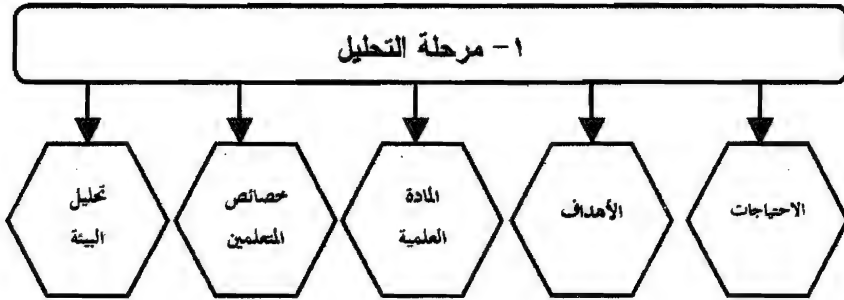 ١- مرحلة التحليل
الاحتياجات
الأهداف
المادة
العلمية
خصائص
المتعلمين
تحليل
البيئة